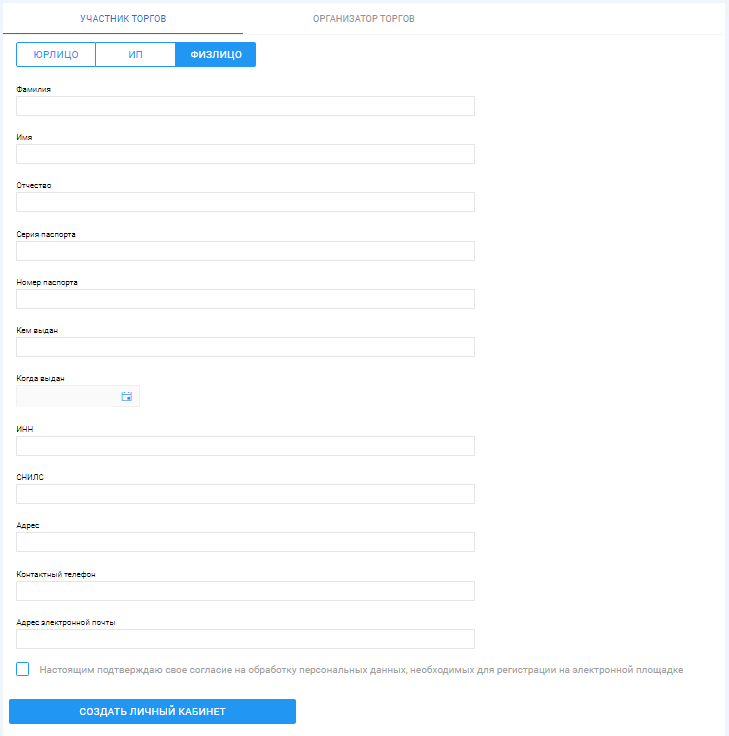 УЧАСТНИК ТОРГОВ ОРГАНИЗАТОР ТОРГОВ
ЮРЛИЦО ИП ФИЗЛИЦО
Фамилия
Имя
Отчество
Серия паспорта
Номер паспорта
Кем выдан
Когда выдан
ИНН
СНИЛС
Адрес
Контактный телефон
Адрес электронной почты
Настоящим подтверждаю свое согласие на обработку персональных данных, необходимых для регистрации на электронной площадке
СОЗДАТЬ ЛИЧНЫЙ КАБИНЕТ